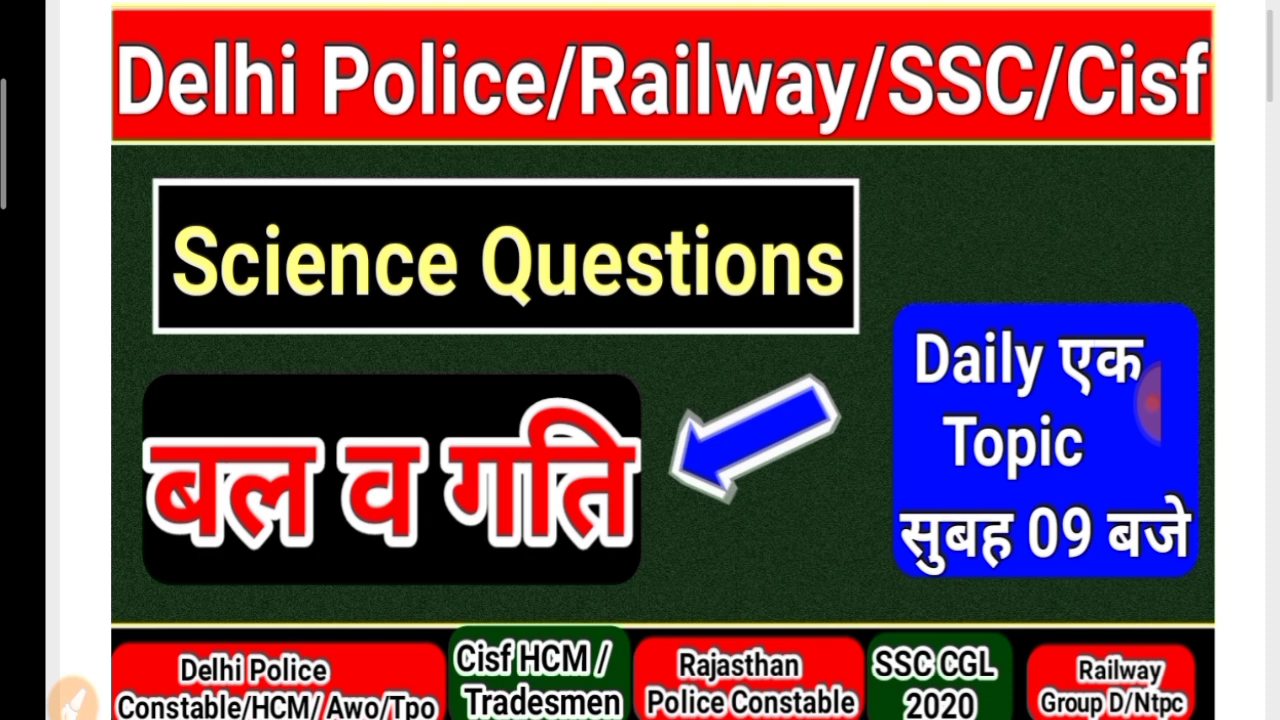 Delhi Police/Railway/SSC/Cisf
Science Questions
बल व गति
Daily एक
Topic
सुबह 09 बजे
Delhi Police
Constable/HCM/ Awo/Tpo
Cisf HCM /
Tradesmen
Rajasthan
Police Constable
SSC CGL
2020
Railway
Group D/Ntpc